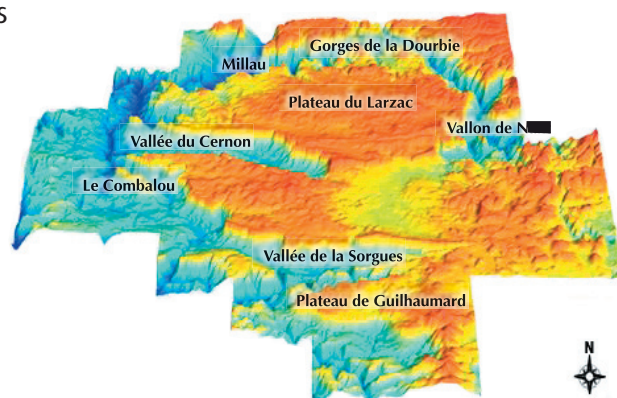 S
Gorges de la Dourbie
Millau
Plateau du Larzac
Vallon de
Vallée du Cernon
Le Combalou
Vallée de la Sorgues
Plateau de Guilhaumard
N